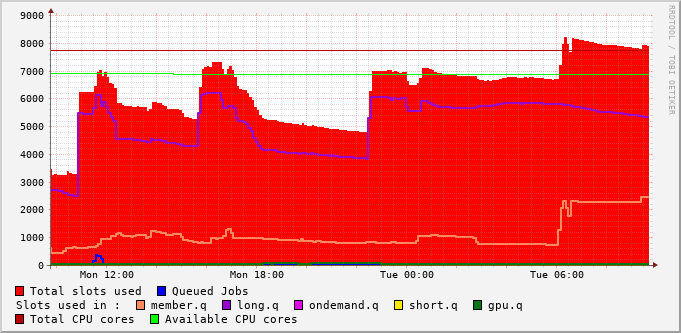 9000
8000
7000
6000
5000
4000
3000
2000
1000
0
Mon 12:00 Mon 18:00 Tue 00:00 Tue 06:00
RRDTOOL / TOBI OETIKER
Total slots used Queued Jobs
Slots used in : member.q long.q ondemand.q short.q gpu.q
Total CPU cores Available CPU cores